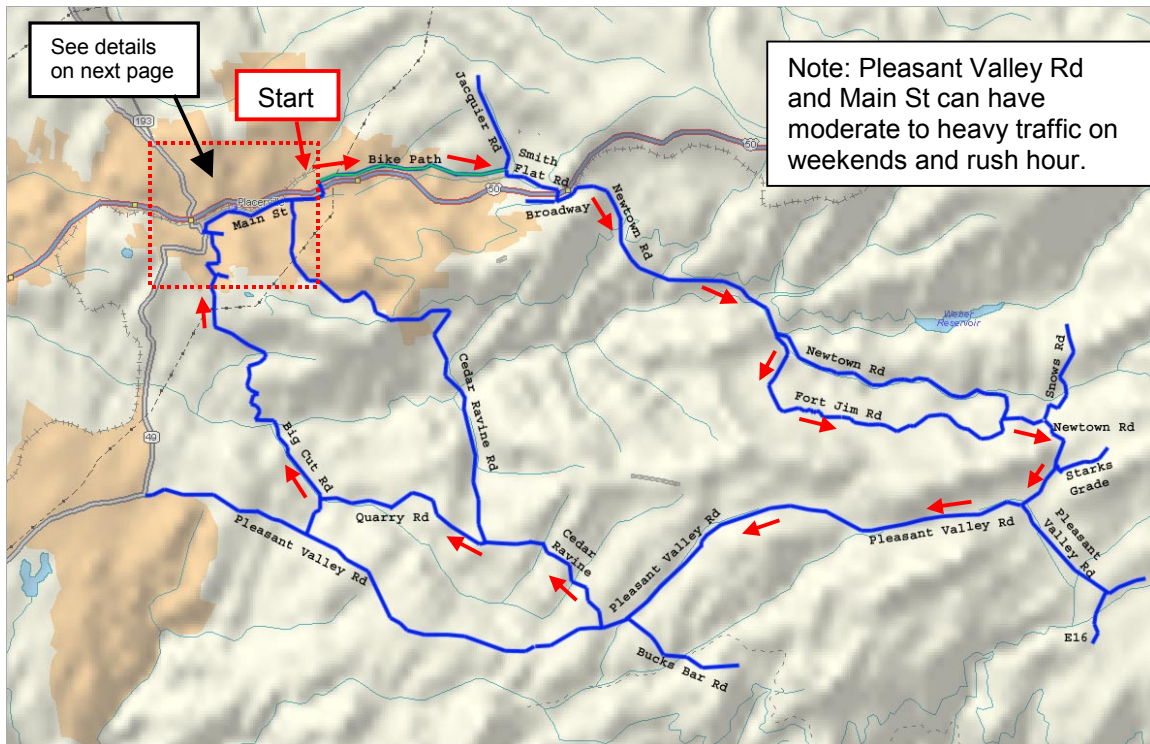 See details
on next page
Start
Note: Pleasant Valley Rd
and Main St can have
moderate to heavy traffic on
weekends and rush hour.
193
Jacquier Rd
50
Bike Path
Smith
Flat Rd
50
Placerville
Main St
Broadway
Newtown Rd
Weber
Reservoir
Newtown Rd
Snows Rd
Cedar Ravine Rd
Fort Jim Rd
Newtown Rd
49
Big Cut Rd
Starks
Grade
Quarry Rd
Pleasant Valley Rd
Cedar
Ravine
Pleasant Valley Rd
Pleasant Valley Rd
Pleasant
Valley Rd
E16
Bucks Bar Rd